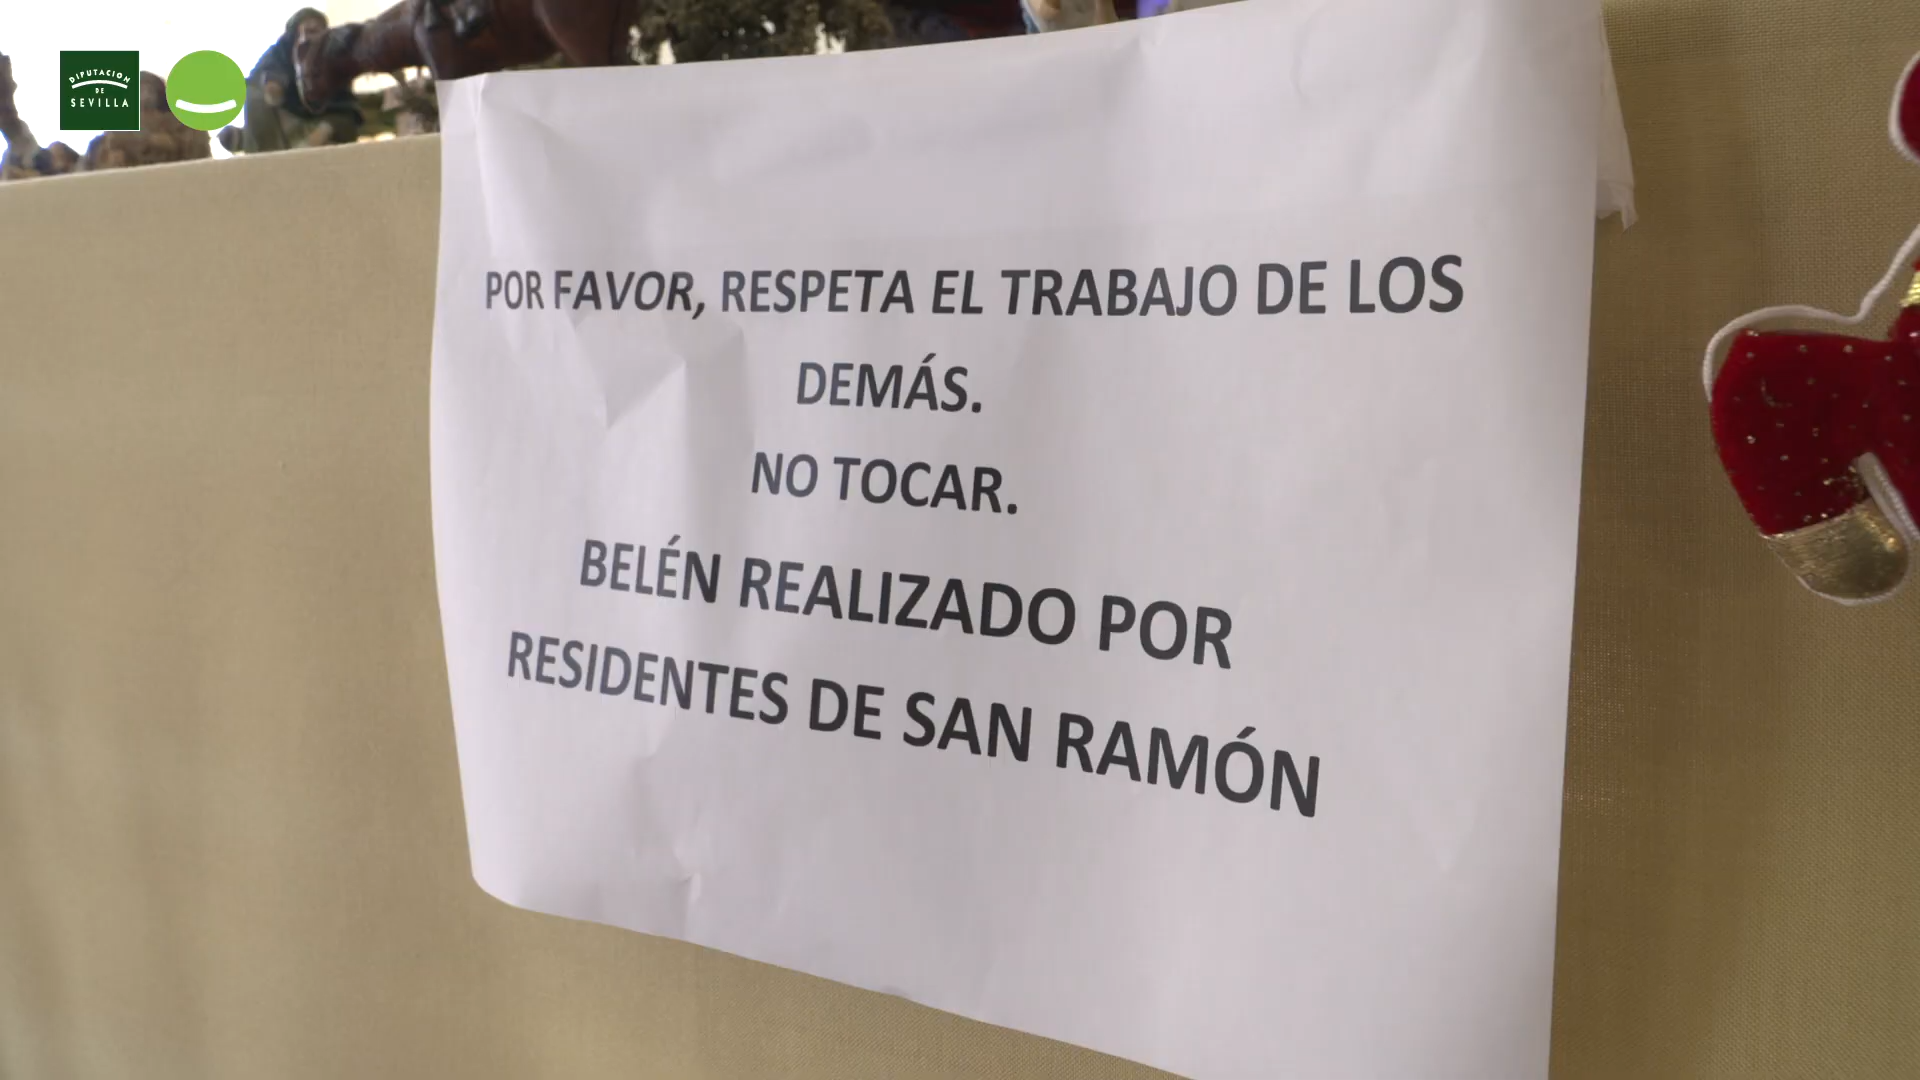 DIPUTACION
DE
SEVILLA
POR FAVOR, RESPETA EL TRABAJO DE LOS
DEMÁS.
NO TOCAR.
BELÉN REALIZADO POR
RESIDENTES DE SAN RAMÓN